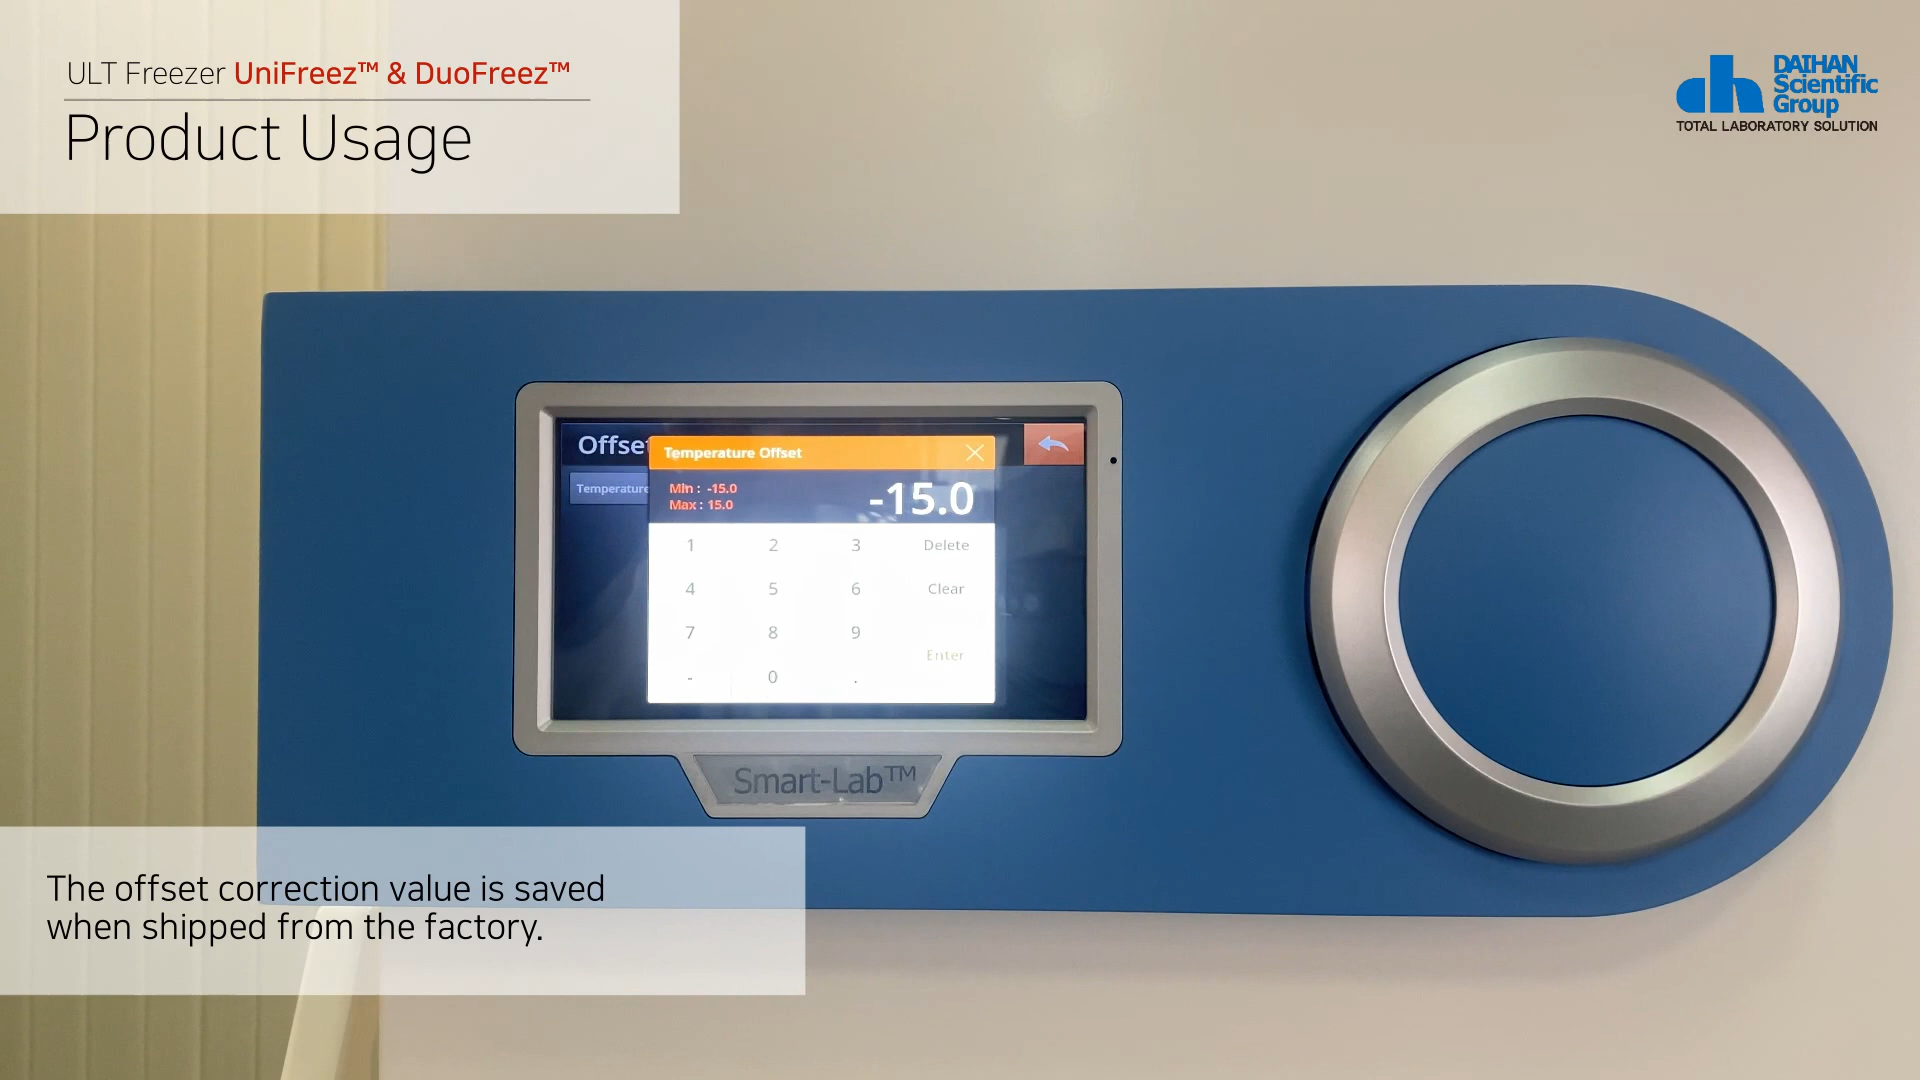 ULT Freezer UniFreez™ & DuoFreez™
Product Usage
DAIHAN
Scientific
Group
TOTAL LABORATORY SOLUTION
Offse
Temperature Offset
Temperature
Min : -15.0
Max : 15.0
-15.0
1 2 3 Delete
4 5 6 Clear
7 8 9
Enter
- 0 .
Smart-Lab™
The offset correction value is saved
when shipped from the factory.